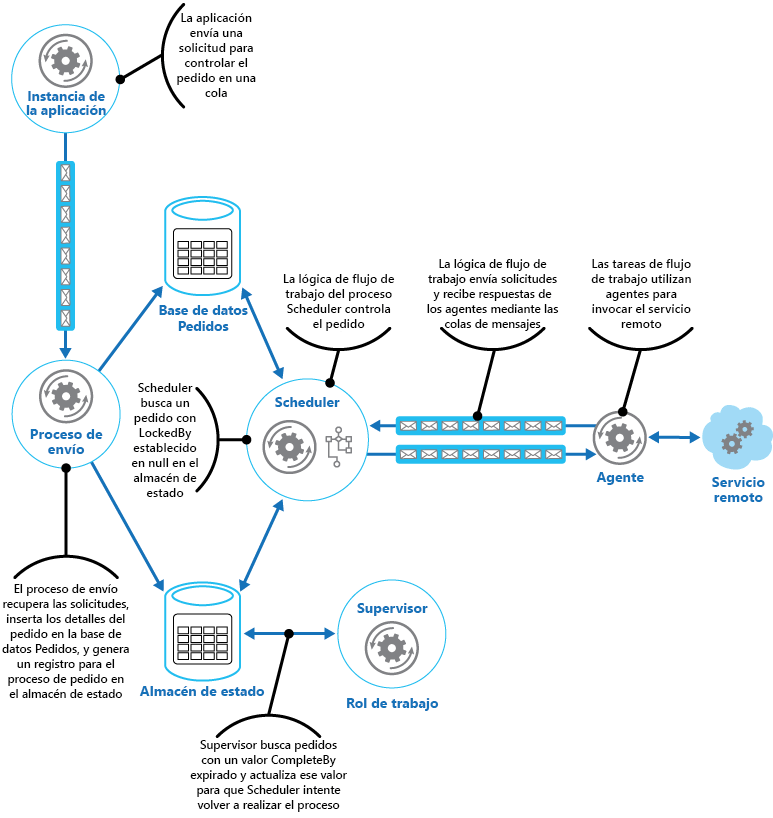 La aplicación
envía una
solicitud para
controlar el
pedido en una
cola
Instancia de
la aplicación
Base de datos
Pedidos
La lógica de flujo de
trabajo del proceso
Scheduler controla
el pedido
La lógica de flujo de
trabajo envía solicitudes
y recibe respuestas de
los agentes mediante las
colas de mensajes
Las tareas de flujo
de trabajo utilizan
agentes para
invocar el servicio
remoto
Proceso de
envío
Scheduler
busca un
pedido con
LockedBy
establecido
en null en el
almacén de
estado
Scheduler
Agente
Servicio
remoto
El proceso de envío
recupera las solicitudes,
inserta los detalles del
pedido en la base de
datos Pedidos, y genera
un registro para el
proceso de pedido en
el almacén de estado
Almacén de estado
Supervisor
Rol de trabajo
Supervisor busca pedidos
con un valor CompleteBy
expirado y actualiza ese valor
para que Scheduler intente
volver a realizar el proceso